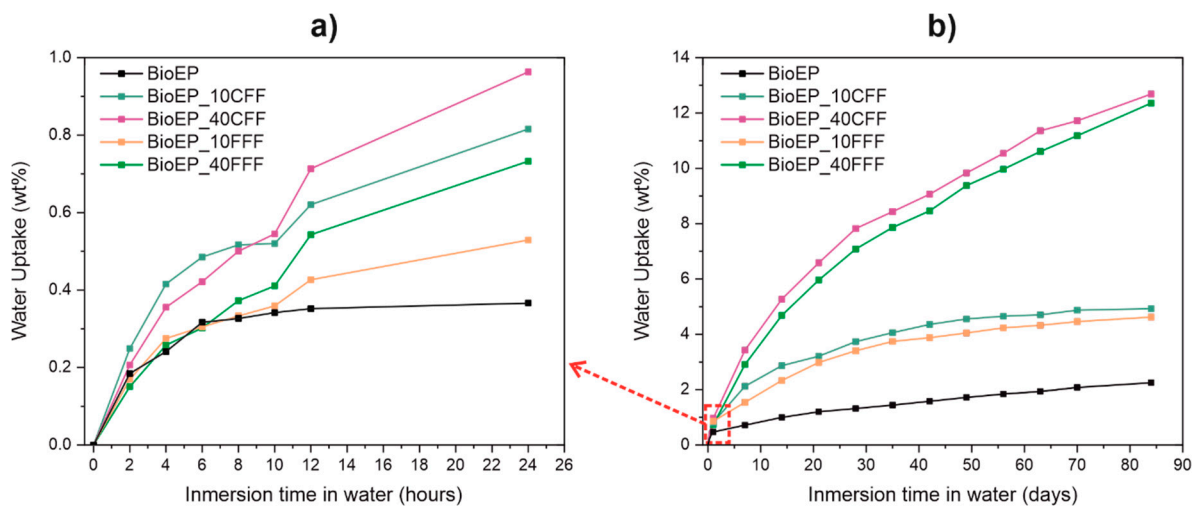 a)
Water Uptake (wt%)
1.0
0.8
0.6
0.4
0.2
0.0
BioEP
BioEP_10CFF
BioEP_40CFF
BioEP_10FFF
BioEP_40FFF
0 2 4 6 8 10 12 14 16 18 20 22 24 26
Inmersion time in water (hours)
b)
Water Uptake (wt%)
14
12
10
8
6
4
2
0
BioEP
BioEP_10CFF
BioEP_40CFF
BioEP_10FFF
BioEP_40FFF
0 10 20 30 40 50 60 70 80 90
Inmersion time in water (days)